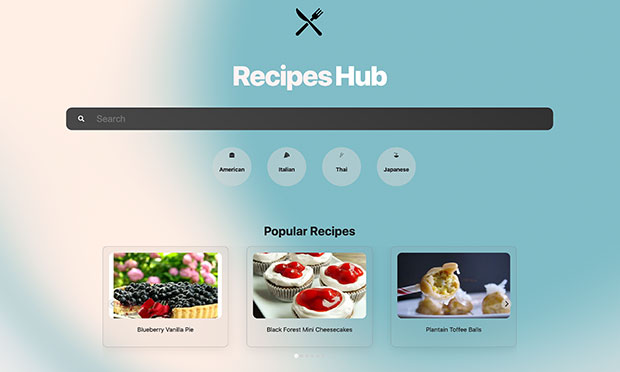 Recipes Hub
Search
American Italian Thai Japanese
Popular Recipes
Blueberry Vanilla Pie Black Forest Mini Cheesecakes Plantain Toffee Balls